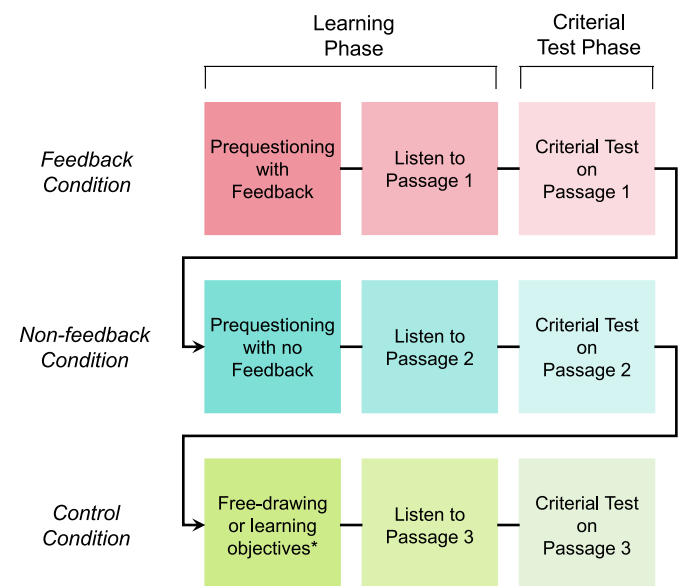 Learning
Phase
Criterial
Test Phase
Feedback
Condition
Prequestioning
with
Feedback
Listen to
Passage 1
Criterial Test
on
Passage 1
Non-feedback
Condition
Prequestioning
with no
Feedback
Listen to
Passage 2
Criterial Test
on
Passage 2
Control
Condition
Free-drawing
or learning
objectives*
Listen to
Passage 3
Criterial Test
on
Passage 3